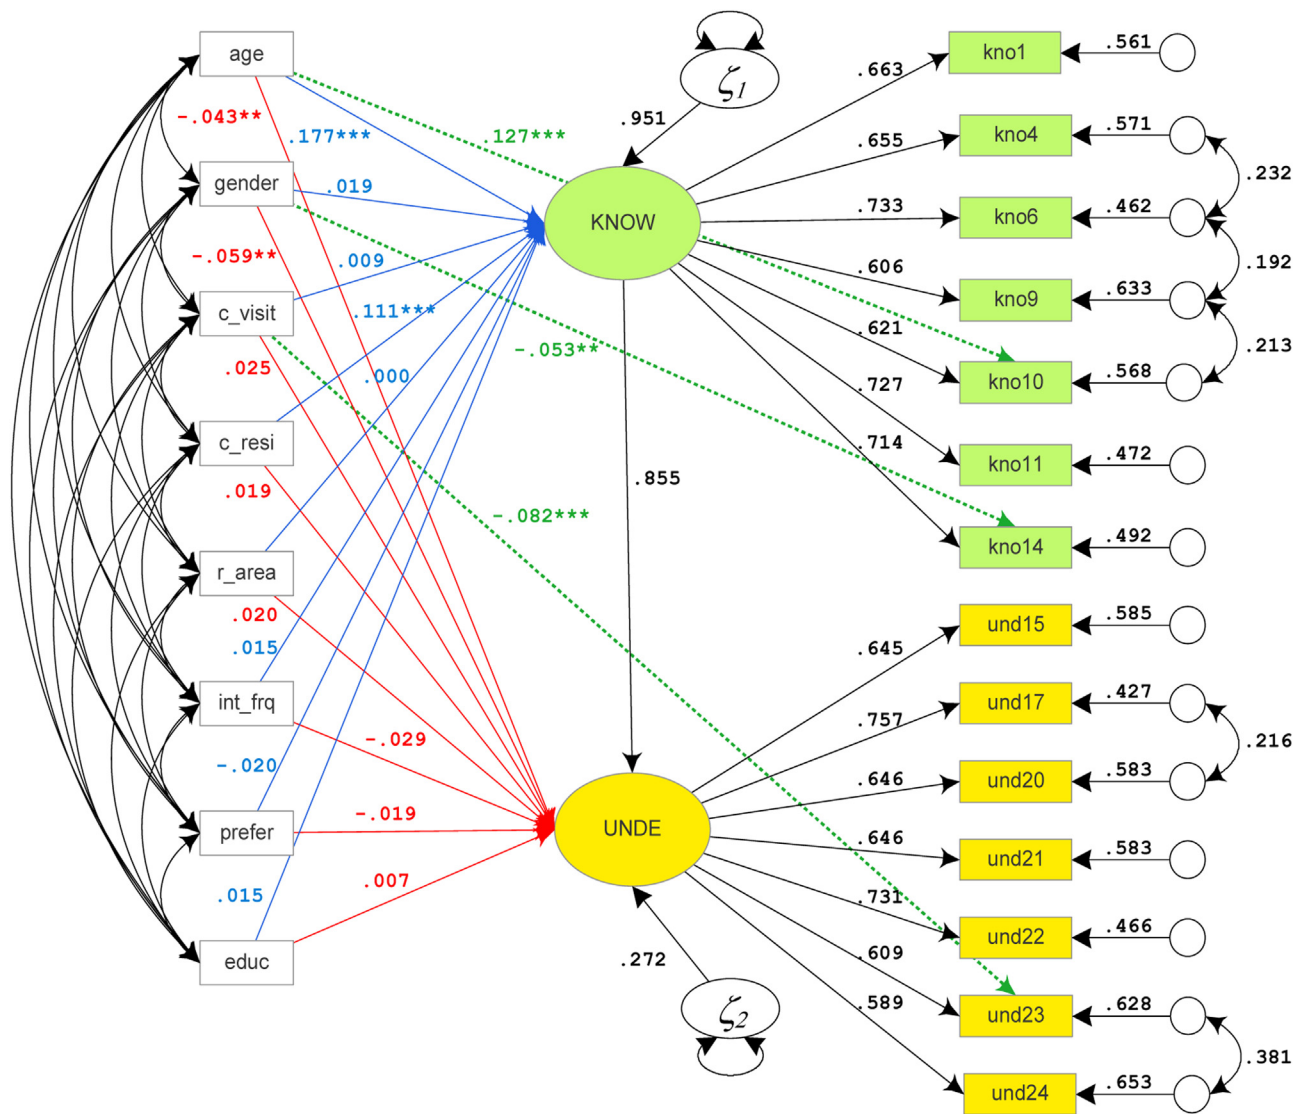 age
kno1
.561
ζ1
.663
-.043**
.177***
.127***
.951
.655
kno4
.571
.232
gender
.019
KNOW
.733
kno6
.462
-.059**
.009
.606
.192
c_visit
.111***
kno9
.633
.621
-.053**
.213
.025
.000
.727
kno10
.568
c_resi
.714
kno11
.472
.855
.019
-.082***
kno14
.492
r_area
.020
und15
.585
.015
.645
int_frq
und17
.427
.757
-.029
.216
-.020
.646
und20
.583
prefer
-.019
UNDE
.646
und21
.583
.015
.007
.731
und22
.466
educ
.272
.609
.589
und23
.628
ζ2
.381
und24
.653